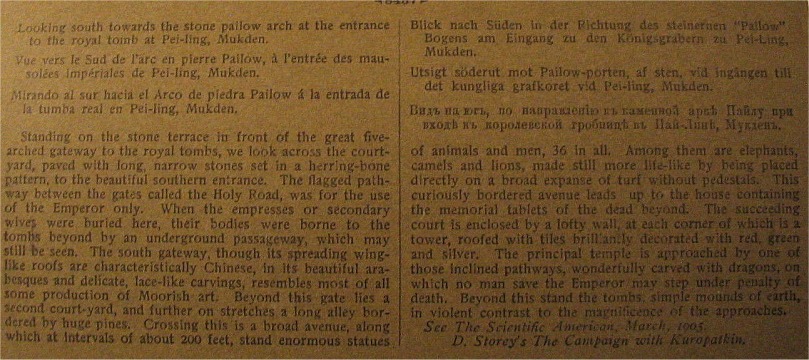 Looking south towards the stone pailow arch at the entrance
to the royal tomb at Pei-ling, Mukden.
Vue vers le Sud de l'arc en pierre Pailow, à l'entrée des mau-
solées impériales de Pei-ling, Mukden.
Mirando al sur hacia el Arco de piedra Pailow á la entrada de
la tumba real en Pei-ling, Mukden.
Standing on the stone terrace in front of the great five-
arched gateway to the royal tombs, we look across the court-
yard, paved with long, narrow stones set in a herring-bone
pattern, to the beautiful southern entrance. The flagged path-
way between the gates called the Holy Road, was for the use
of the Emperor only. When the empresses or secondary
wives were buried here, their bodies were borne to the
tombs beyond by an underground passageway, which may
still be seen. The south gateway, though its spreading wing-
like roofs are characteristically Chinese, in its beautiful ara-
besques and delicate, lace-like carvings, resembles most of all
some production of Moorish art. Beyond this gate lies a
second court-yard, and further on stretches a long alley bor-
dered by huge pines. Crossing this is a broad avenue, along
which at intervals of about 200 feet, stand enormous statues
Blick nach Süden in der Richtung des steinernen "Pailow"
Bogens am Eingang zu den Königsgräbern zu Pei-Ling,
Mukden.
Utsigt söderut mot Pailow-porten, af sten, vid ingången till
det kungliga grafkoret vid Pei-ling, Mukden.
Видъ на югъ, по направленію къ каменной аркѣ Пайлу при
входѣ къ королевской гробницѣ въ Пай-Линѣ, Мукденъ.
of animals and men, 36 in all. Among them are elephants,
camels and lions, made still more life-like by being placed
directly on a broad expanse of turf without pedestals. This
curiously bordered avenue leads up to the house containing
the memorial tablets of the dead beyond. The succeeding
court is enclosed by a lofty wall, at each corner of which is a
tower, roofed with tiles brilliantly decorated with red, green
and silver. The principal temple is approached by one of
those inclined pathways, wonderfully carved with dragons, on
which no man save the Emperor may step under penalty of
death. Beyond this stand the tombs, simple mounds of earth,
in violent contrast to the magnificence of the approaches.
See The Scientific American, March, 1905.
D. Storey's The Campaign with Kuropatkin.